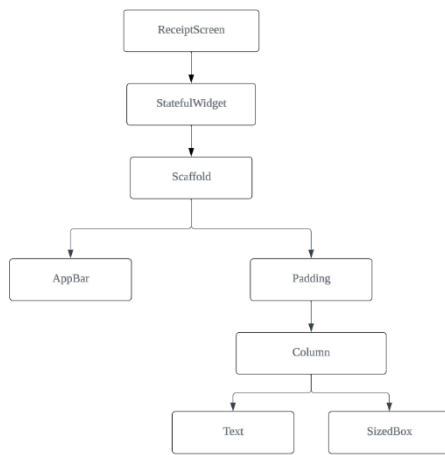 ReceiptScreen
StatefulWidget
Scaffold
AppBar
Padding
Column
Text
SizedBox